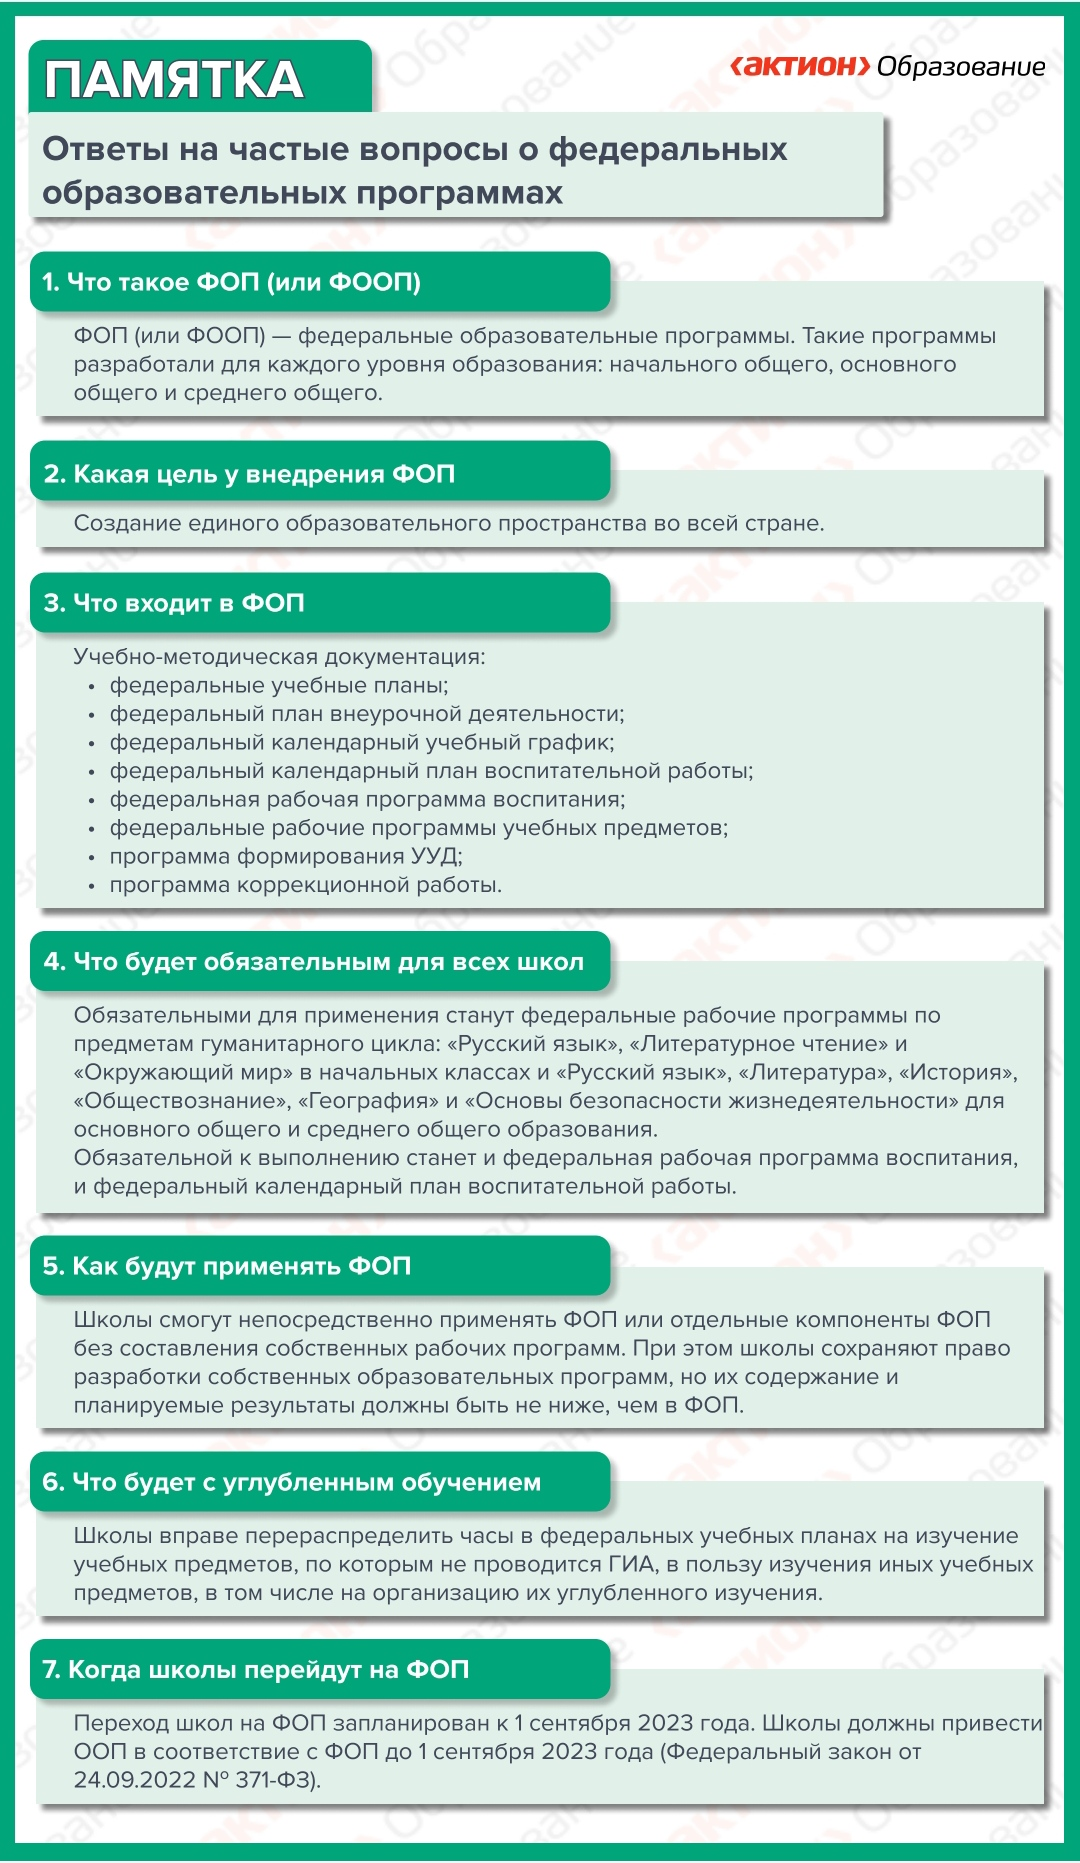 ПАМЯТКА
‹актион› Образование
Ответы на частые вопросы о федеральных
образовательных программах
1. Что такое ФОП (или ФООП)
ФОП (или ФООП) — федеральные образовательные программы. Такие программы
разработали для каждого уровня образования: начального общего, основного
общего и среднего общего.
2. Какая цель у внедрения ФОП
Создание единого образовательного пространства во всей стране.
3. Что входит в ФОП
Учебно-методическая документация:
• федеральные учебные планы;
• федеральный план внеурочной деятельности;
• федеральный календарный учебный график;
• федеральный календарный план воспитательной работы;
• федеральная рабочая программа воспитания;
• федеральные рабочие программы учебных предметов;
• программа формирования УУД;
• программа коррекционной работы.
4. Что будет обязательным для всех школ
Обязательными для применения станут федеральные рабочие программы по
предметам гуманитарного цикла: «Русский язык», «Литературное чтение» и
«Окружающий мир» в начальных классах и «Русский язык», «Литература», «История»,
«Обществознание», «География» и «Основы безопасности жизнедеятельности» для
основного общего и среднего общего образования.
Обязательной к выполнению станет и федеральная рабочая программа воспитания,
и федеральный календарный план воспитательной работы.
5. Как будут применять ФОП
Школы смогут непосредственно применять ФОП или отдельные компоненты ФОП
без составления собственных рабочих программ. При этом школы сохраняют право
разработки собственных образовательных программ, но их содержание и
планируемые результаты должны быть не ниже, чем в ФОП.
6. Что будет с углубленным обучением
Школы вправе перераспределить часы в федеральных учебных планах на изучение
учебных предметов, по которым не проводится ГИА, в пользу изучения иных учебных
предметов, в том числе на организацию их углубленного изучения.
7. Когда школы перейдут на ФОП
Переход школ на ФОП запланирован к 1 сентября 2023 года. Школы должны привести
ООП в соответствие с ФОП до 1 сентября 2023 года (Федеральный закон от
24.09.2022 № 371-ФЗ).